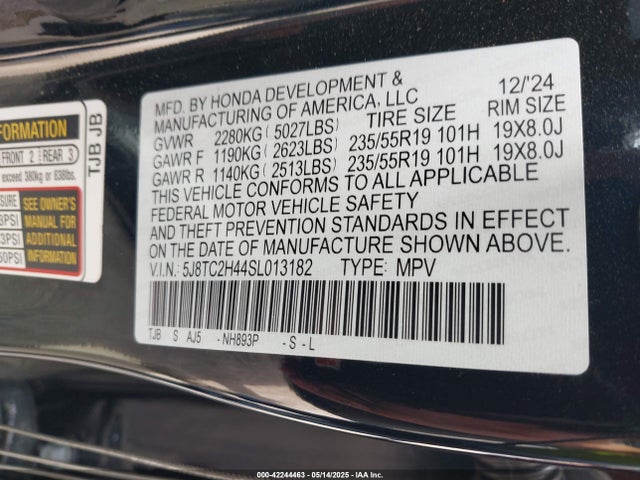 TJB JB
INFORMATION
FRONT 2 REAR 3
exceed 380kg or 838lbs.
SEE OWNER'S
MANUAL FOR
ADDITIONAL
INFORMATION
MFD. BY HONDA DEVELOPMENT &
MANUFACTURING OF AMERICA, LLC 12/'24
GVWR 2280KG(5027LBS) TIRE SIZE RIM SIZE
GAWR F 1190KG(2623LBS) 235/55R19 101H 19X8.0J
GAWR R 1140KG(2513LBS) 235/55R19 101H 19X8.0J
THIS VEHICLE CONFORMS TO ALL APPLICABLE
FEDERAL MOTOR VEHICLE SAFETY
AND THEFT PREVENTION STANDARDS IN EFFECT
ON THE DATE OF MANUFACTURE SHOWN ABOVE.
V.I.N.: 5J8TC2H44SL013182 TYPE: MPV
TJB S AJ5 -NH893P -S-L
000-42244463 - 05/14/2025 - IAA Inc.